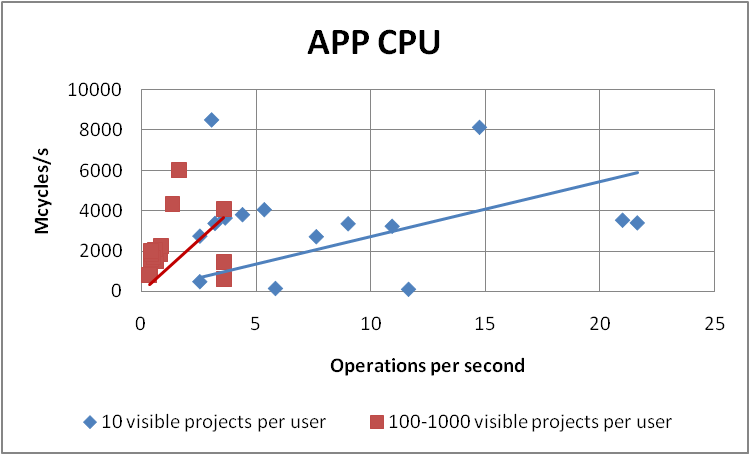 APP CPU
10000
8000
6000
4000
2000
0
Mcycles/s
0 5 10 15 20 25
Operations per second
10 visible projects per user 100-1000 visible projects per user